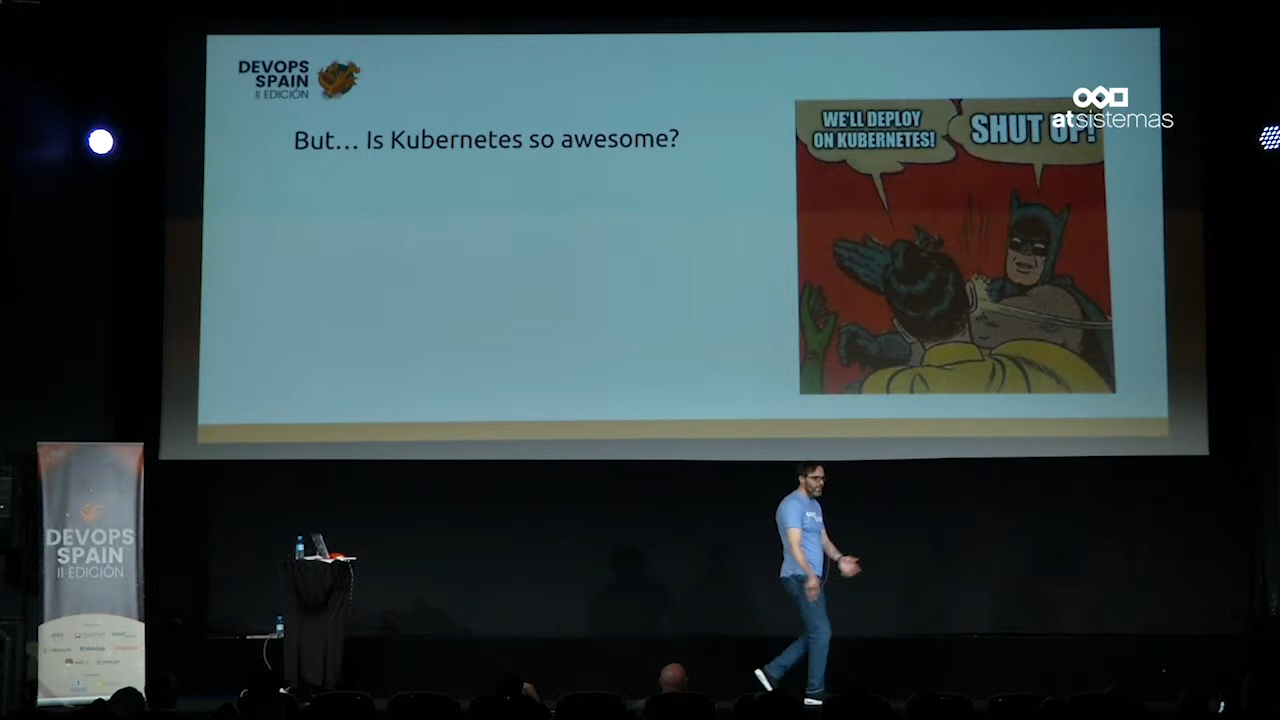 DEVOPS
SPAIN
II EDICIÓN
But... Is Kubernetes so awesome?
WE'LL DEPLOY
ON KUBERNETES!
SHUT UP!
atsistemas
DEVOPS
SPAIN
II EDICIÓN